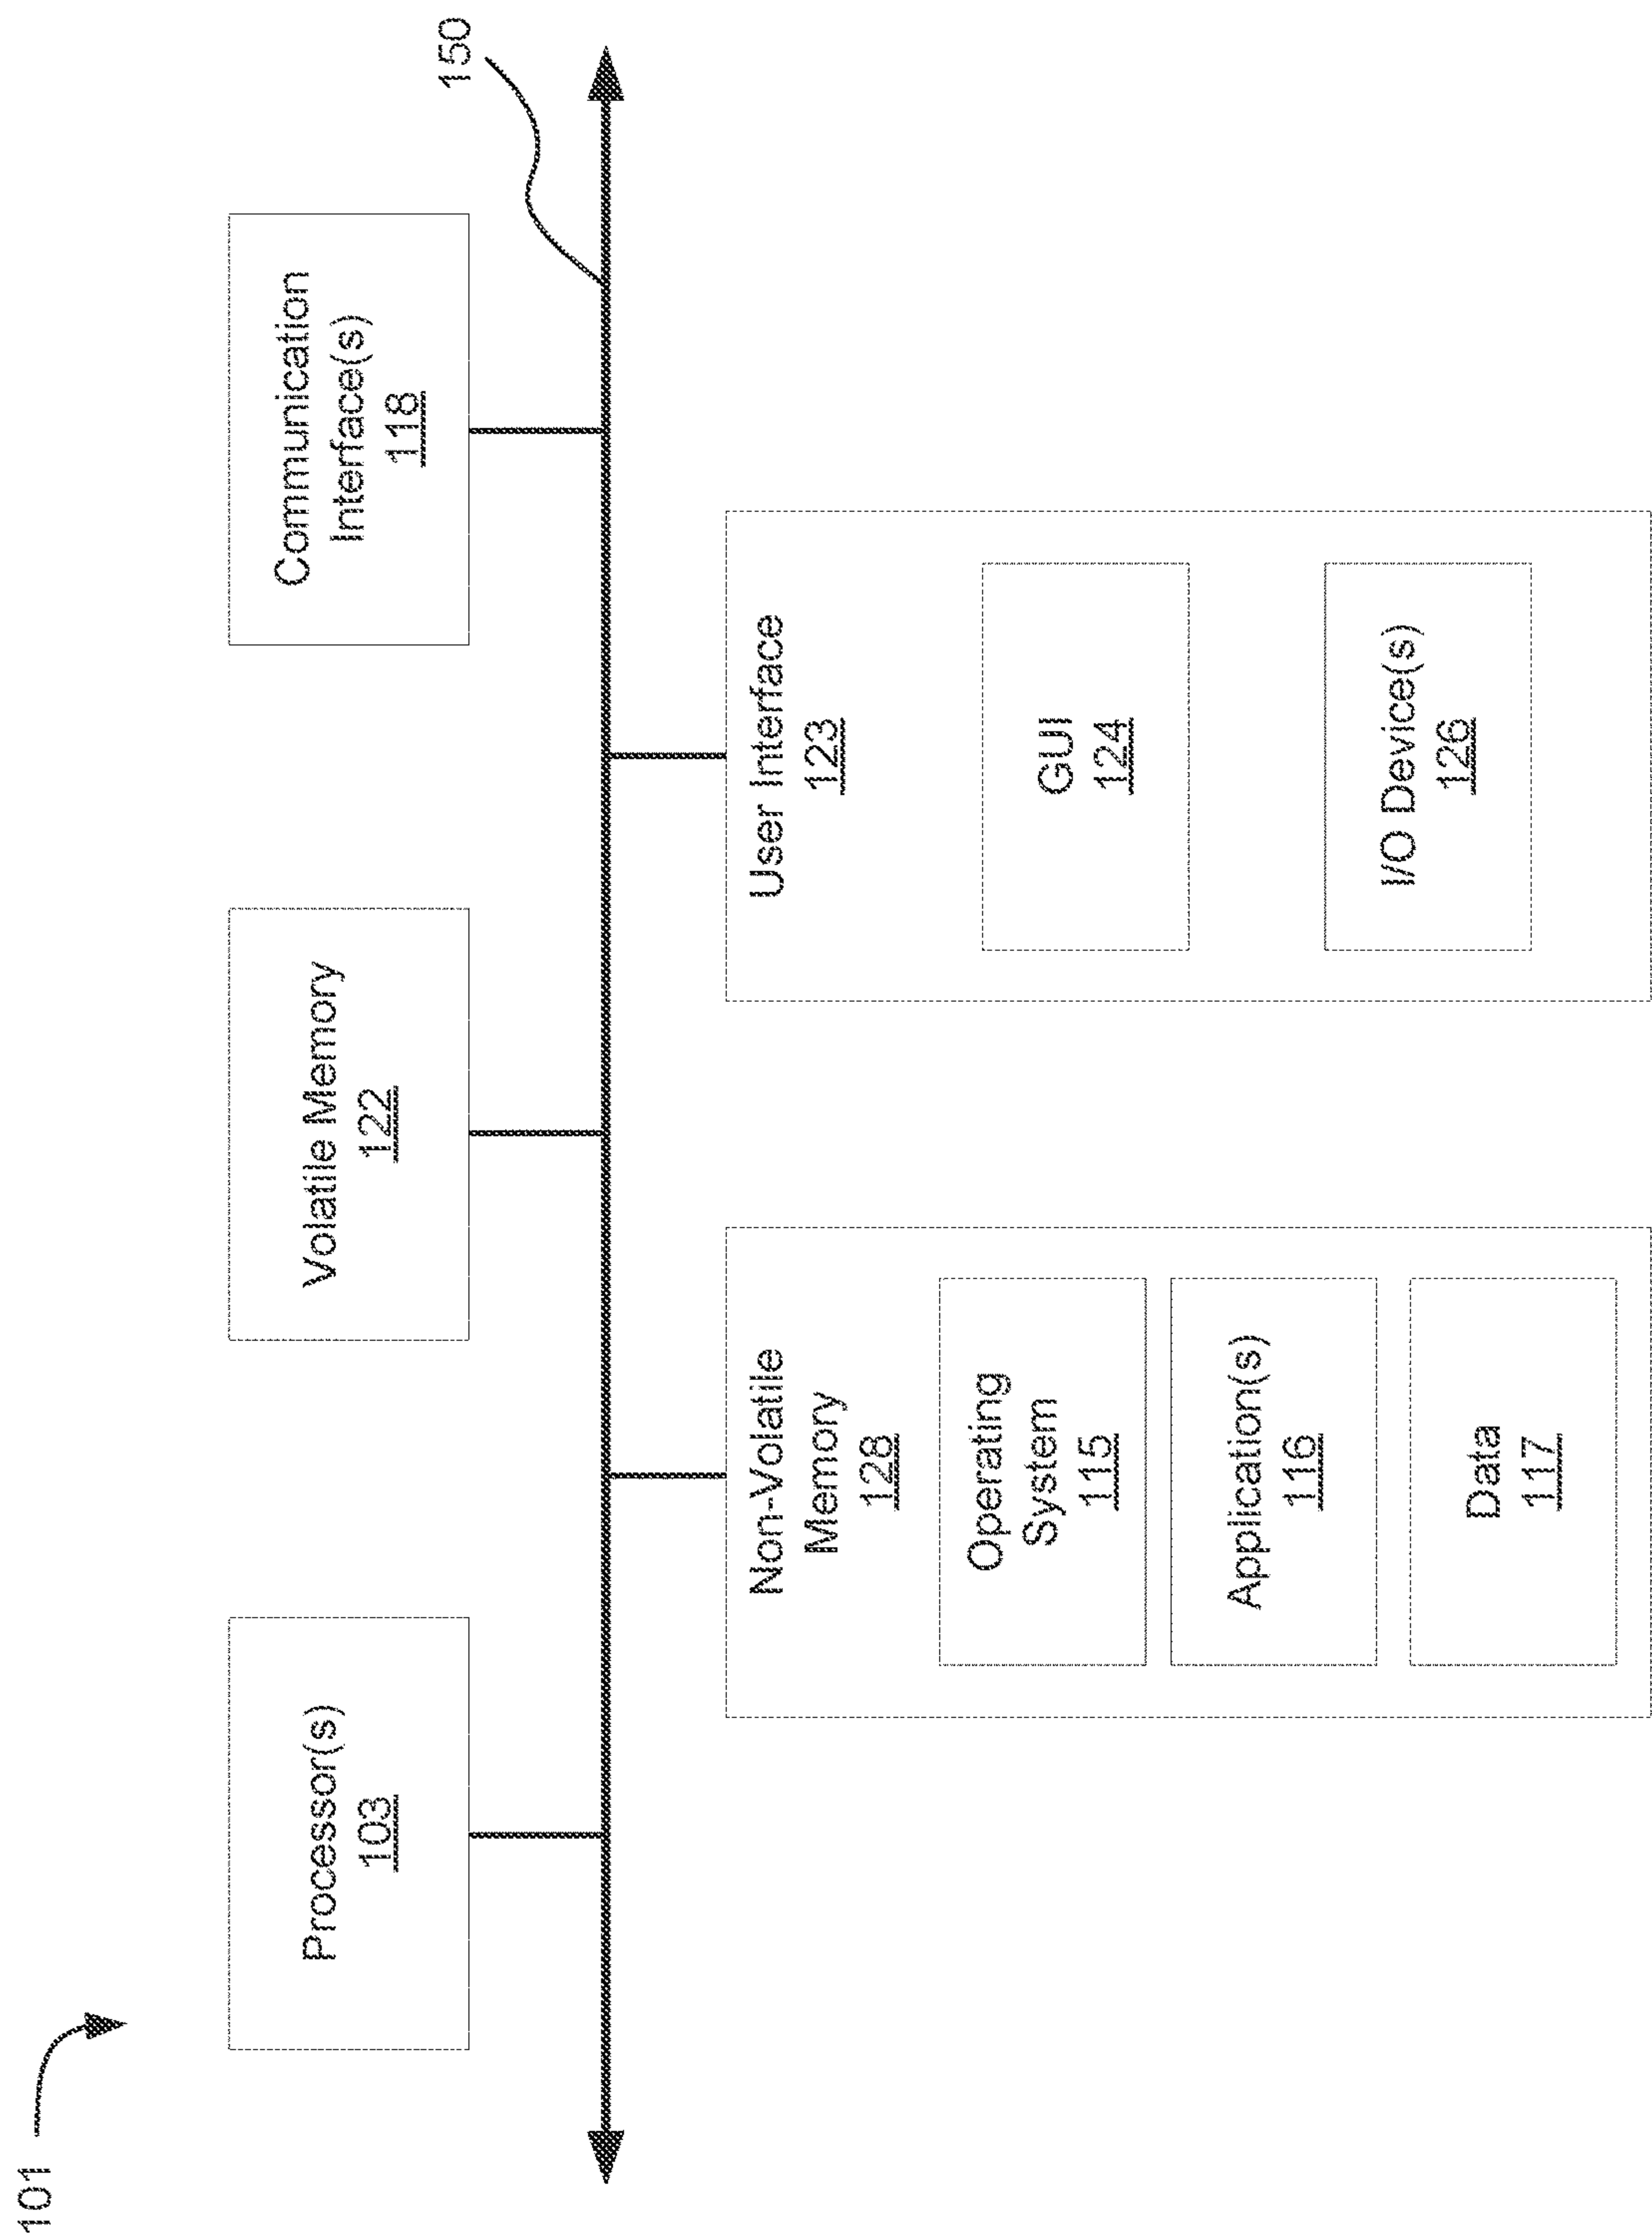 101
Processor(s)
103
Volatile Memory
122
Communication
Interface(s)
118
150
Non-Volatile
Memory
128
Operating
System
115
Application(s)
116
Data
117
User Interface
123
GUI
124
I/O Device(s)
126